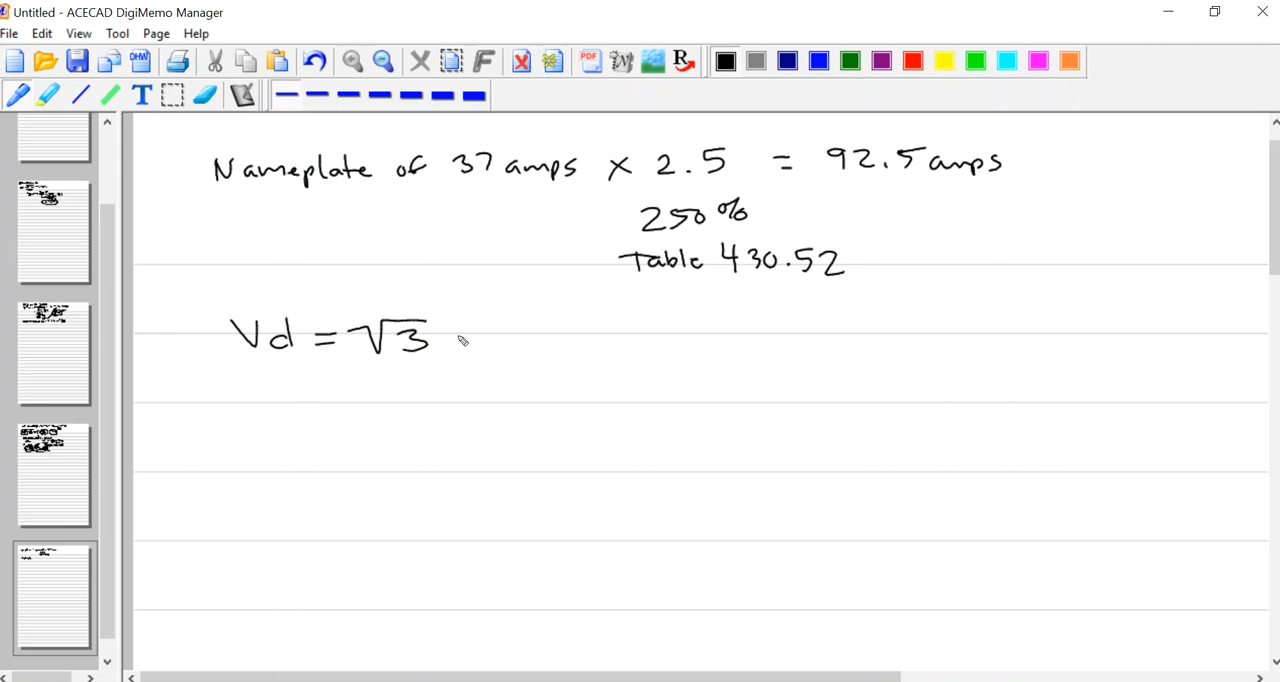 Untitled - ACECAD DigiMemo Manager
File Edit View Tool Page Help
Nameplate of 37 amps × 2.5 = 92.5 amps
250%
Table 430.52
Vd = √3